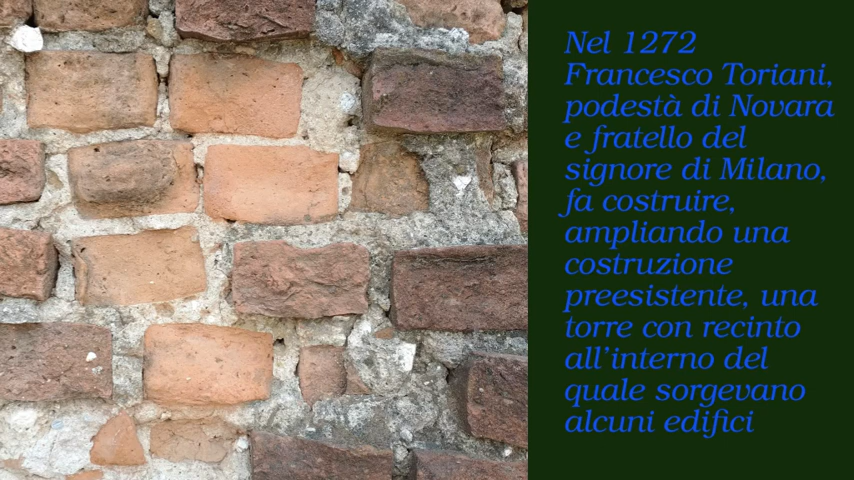 Nel 1272
Francesco Toriani,
podestà di Novara
e fratello del
signore di Milano,
fa costruire,
ampliando una
costruzione
preesistente, una
torre con recinto
all’interno del
quale sorgevano
alcuni edifici